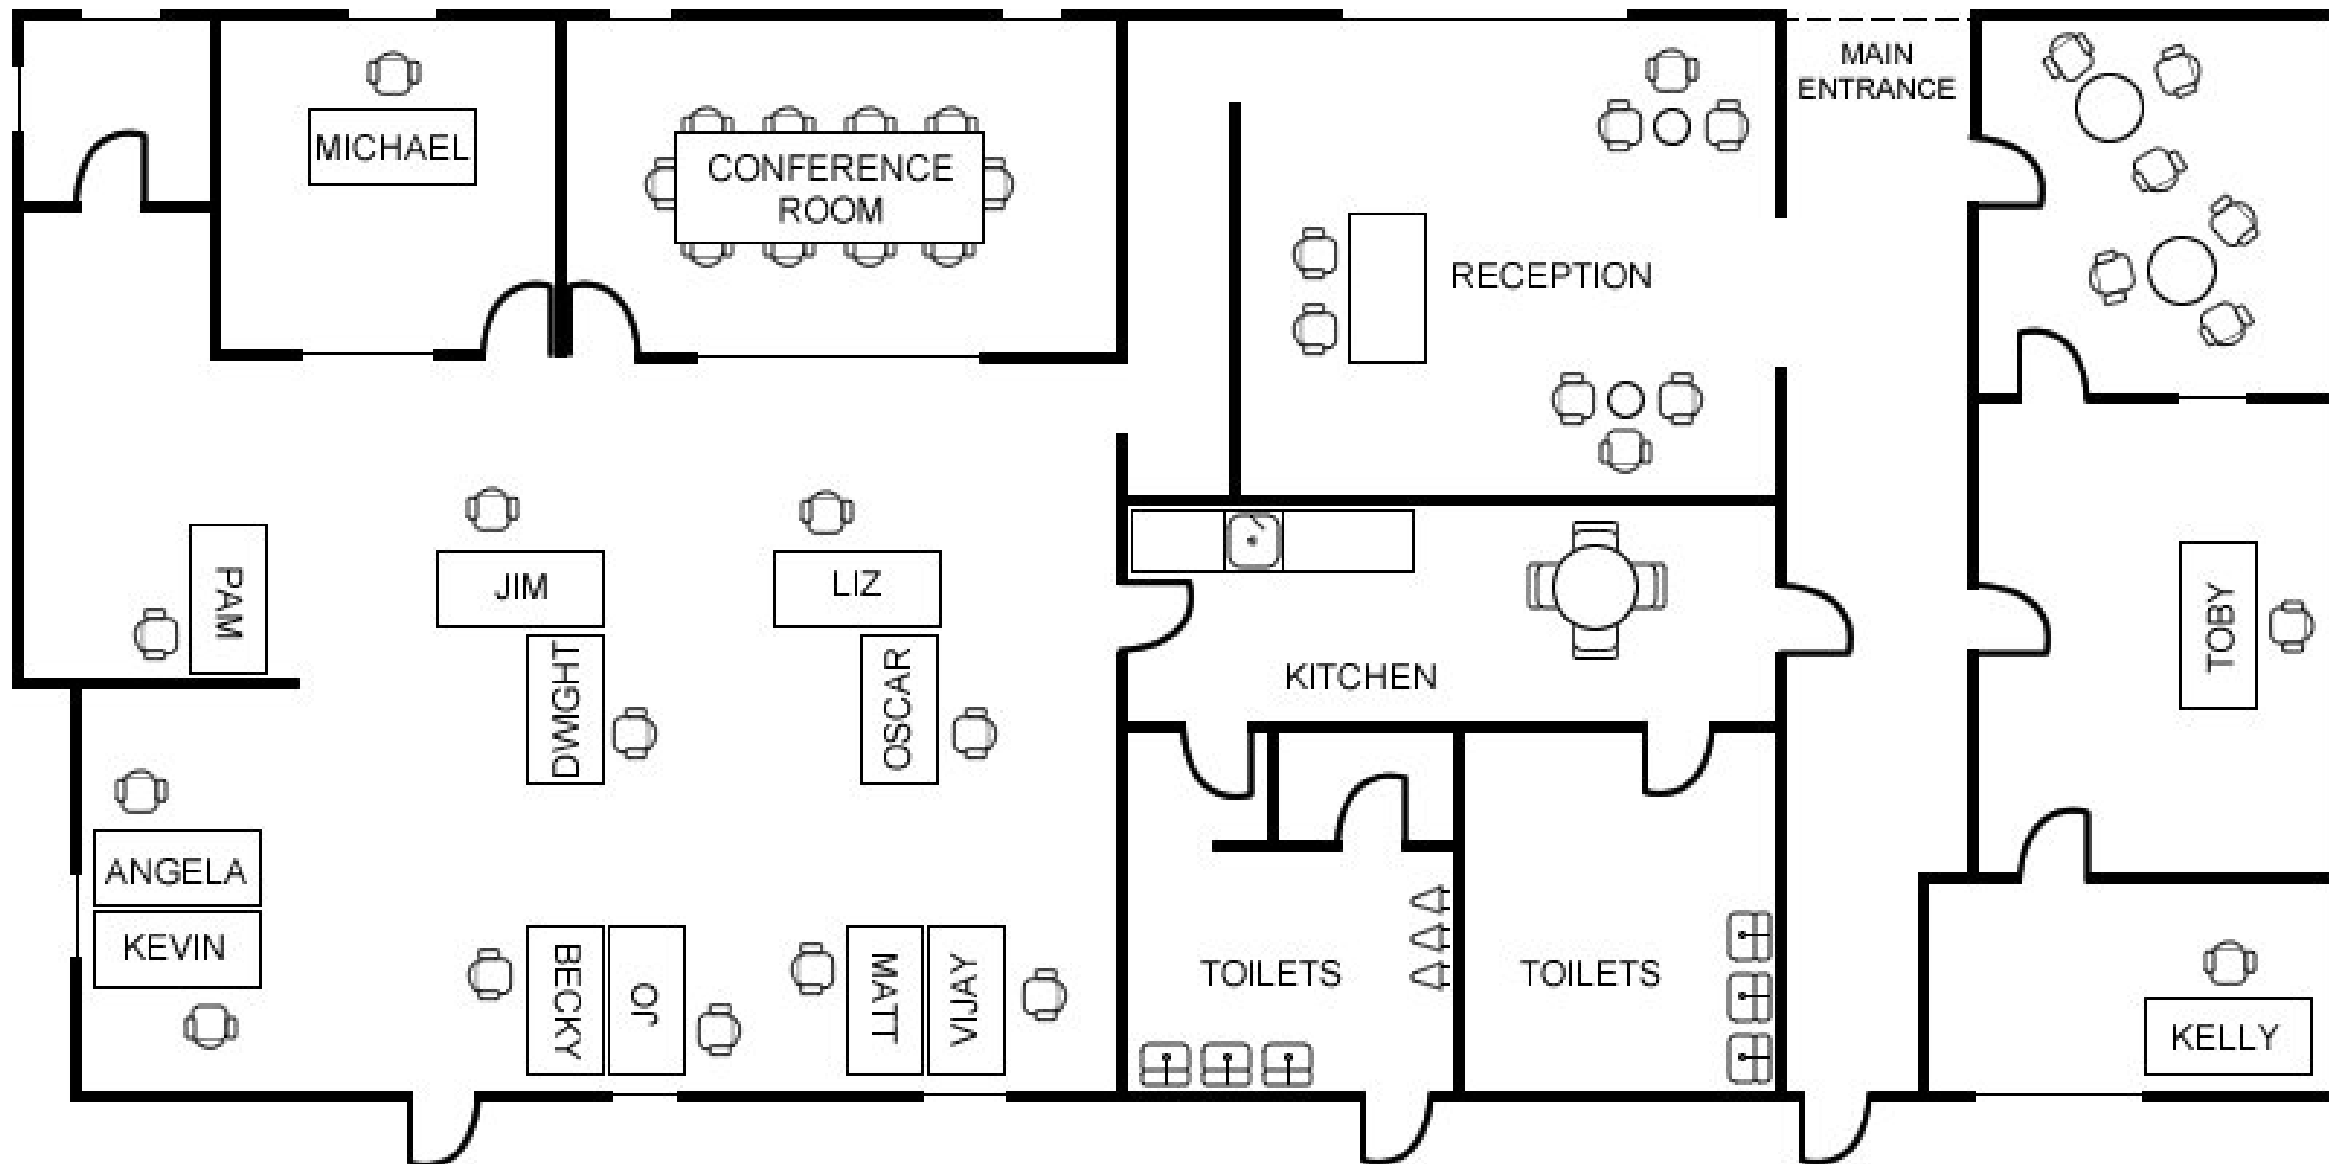 MAIN
ENTRANCE
MICHAEL
CONFERENCE
ROOM
RECEPTION
PAM
JIM
LIZ
DWIGHT
OSCAR
TOBY
KITCHEN
ANGELA
KEVIN
BECKY
JO
MATT
VIJAY
TOILETS
TOILETS
KELLY